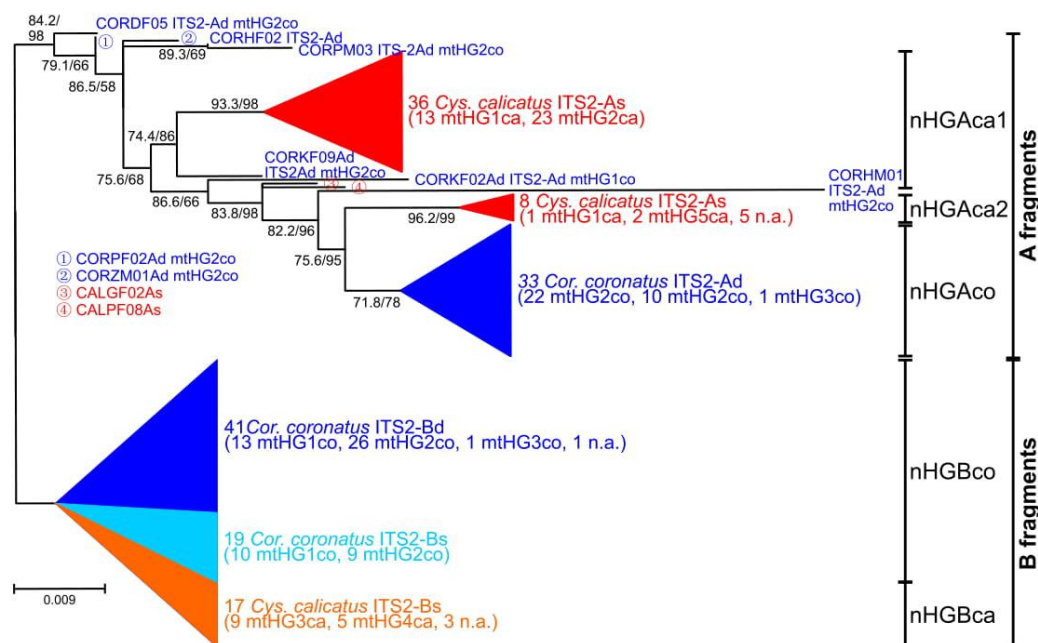 84.2/
98
CORDF05 ITS2-Ad mtHG2co
①
② CORHF02 ITS2-Ad
89.3/69
CORPM03 ITS-2Ad mtHG2co
79.1/66
86.5/58
93.3/98
36 Cys. calicatus ITS2-As
(13 mtHG1ca, 23 mtHG2ca)
nHGAca1
74.4/86
CORKF09Ad
ITS2Ad mtHG2co
75.6/68
CORKF02Ad ITS2-Ad mtHG1co
③ ④
CORHM01
ITS2-Ad
mtHG2co
86.6/66
83.8/98
8 Cys. calicatus ITS2-As
(1 mtHG1ca, 2 mtHG5ca, 5 n.a.)
96.2/99
nHGAca2
82.2/96
75.6/95
A fragments
① CORPF02Ad mtHG2co
② CORZM01Ad mtHG2co
③ CALGF02As
④ CALPF08As
33 Cor. coronatus ITS2-Ad
(22 mtHG2co, 10 mtHG2co, 1 mtHG3co)
71.8/78
nHGAco
41Cor. coronatus ITS2-Bd
(13 mtHG1co, 26 mtHG2co, 1 mtHG3co, 1 n.a.)
nHGBco
B fragments
19 Cor. coronatus ITS2-Bs
(10 mtHG1co, 9 mtHG2co)
0.009
17 Cys. calicatus ITS2-Bs
(9 mtHG3ca, 5 mtHG4ca, 3 n.a.)
nHGBca